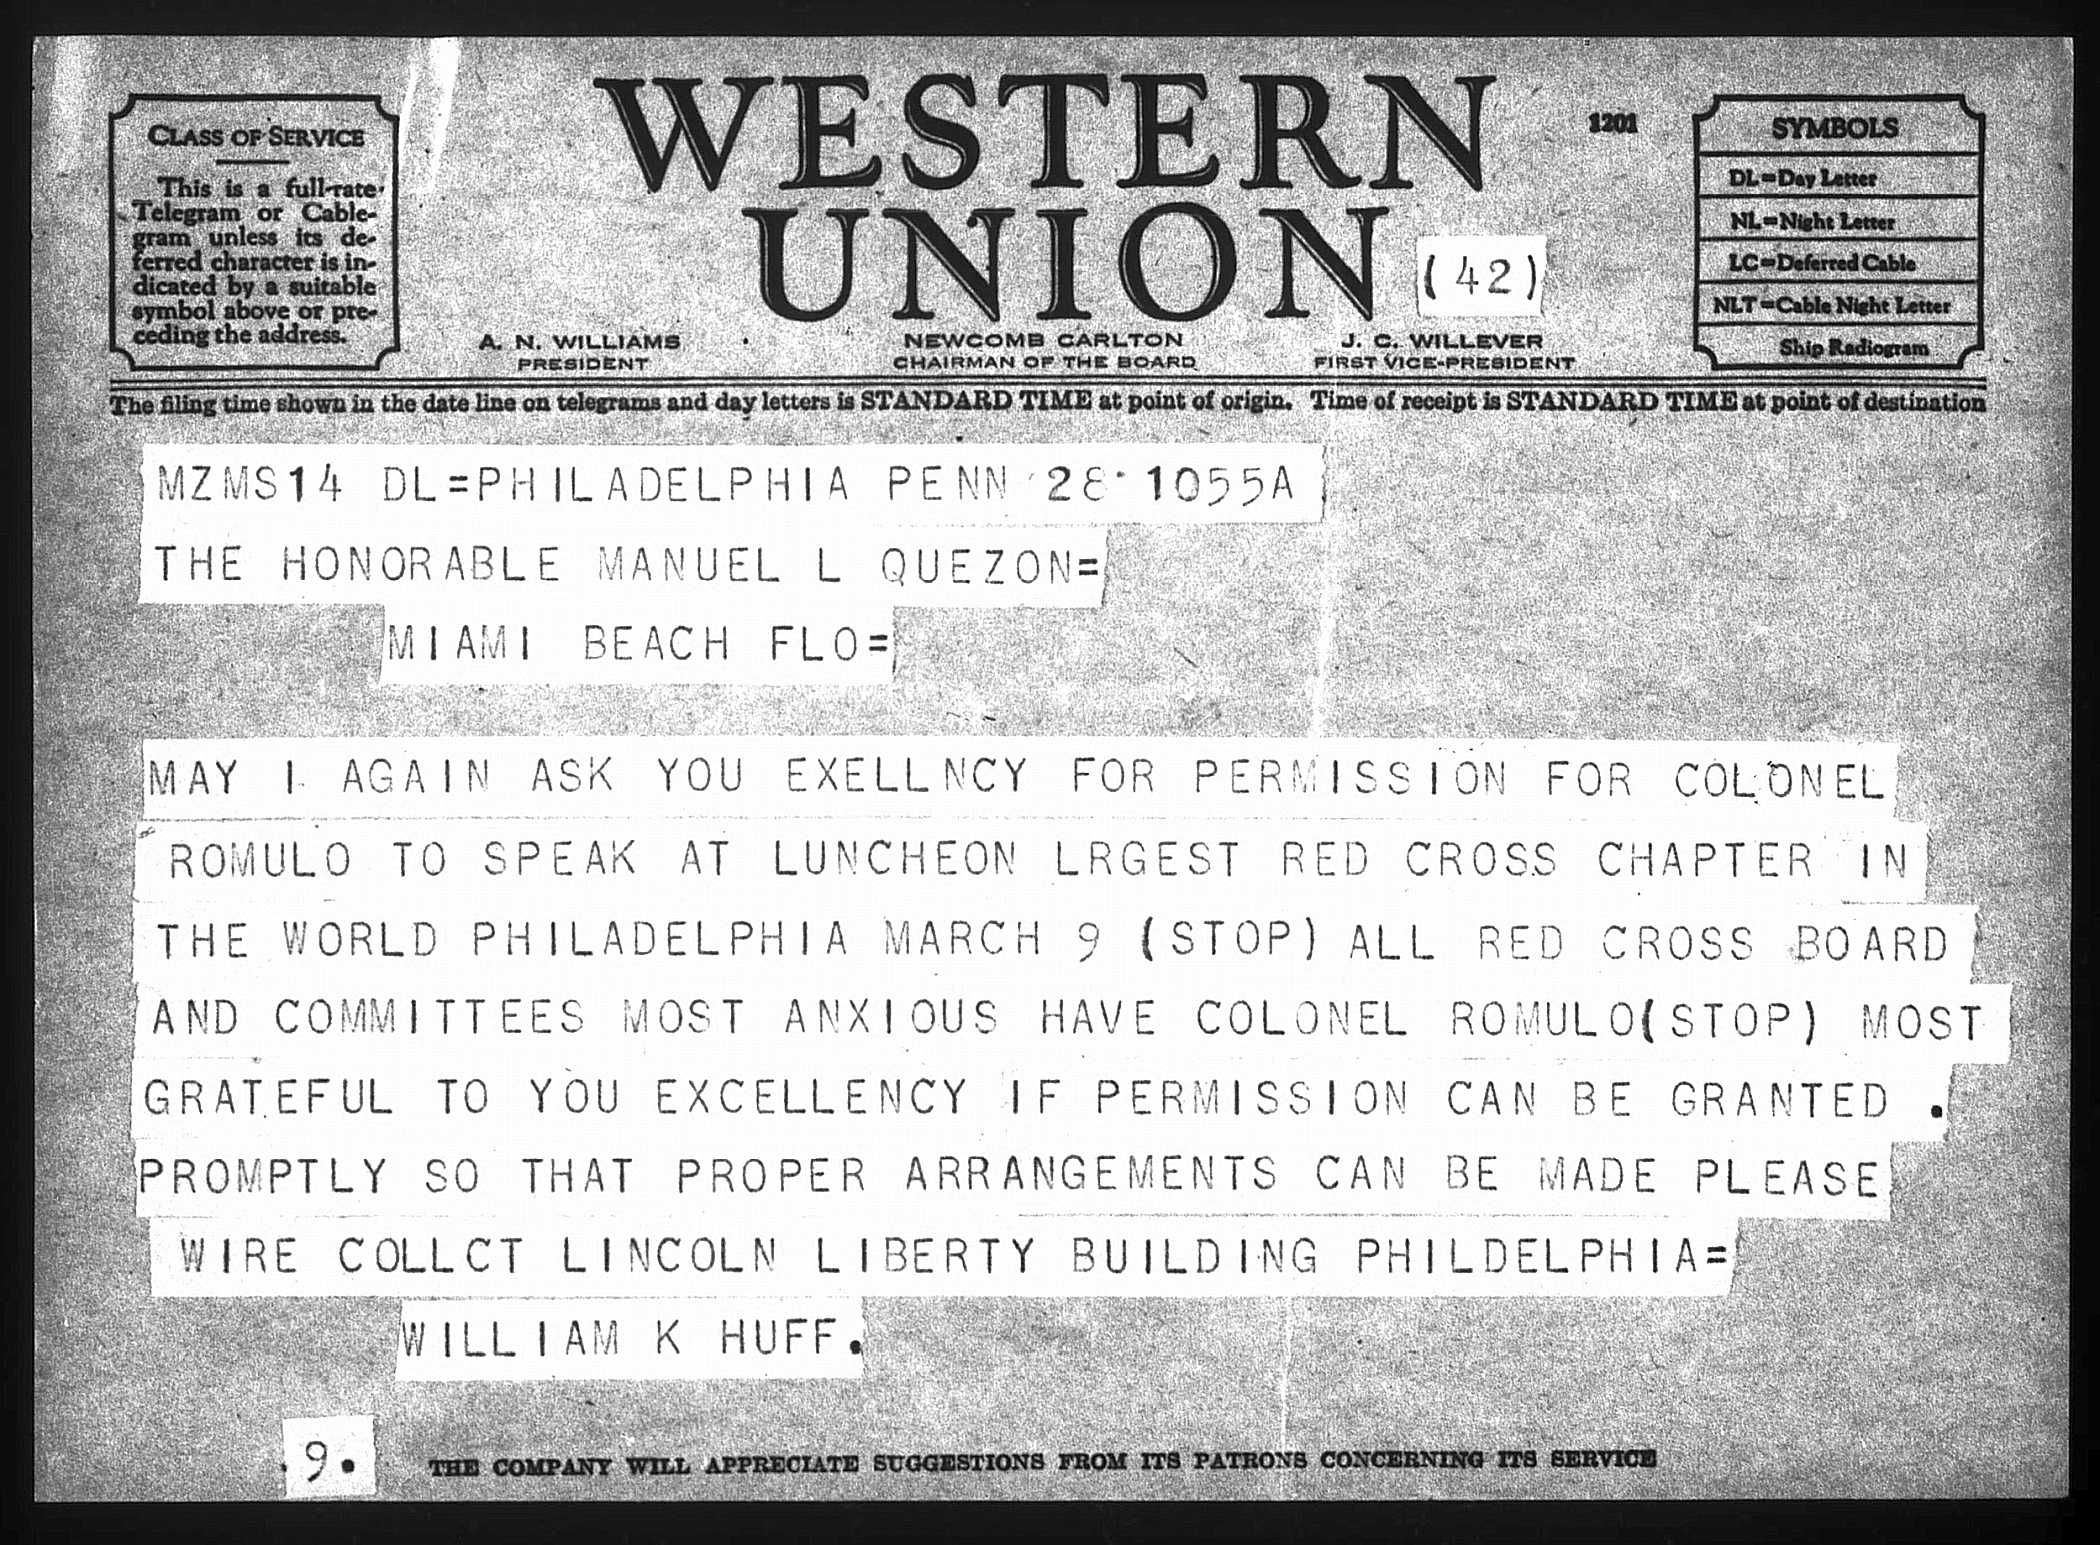 CLASS OF SERVICE
This is a full-rate
Telegram or Cable-
gram unless its de-
ferred character is in-
dicated by a suitable
symbol above or pre-
ceding the address.
WESTERN
UNION
(42)
1201
SYMBOLS
DL=Day Letter
NL=Night Letter
LC=Deferred Cable
NLT=Cable Night Letter
Ship Radiogram
A. N. WILLIAMS
PRESIDENT
NEWCOMB CARLTON
CHAIRMAN OF THE BOARD
J. C. WILLEVER
FIRST VICE-PRESIDENT
The filing time shown in the date line on telegrams and day letters is STANDARD TIME at point of origin. Time of receipt is STANDARD TIME at point of destination
MZMS14 DL=PHILADELPHIA PENN 28 1055A
THE HONORABLE MANUEL L QUEZON=
MIAMI BEACH FLO=
MAY I AGAIN ASK YOU EXELLNCY FOR PERMISSION FOR COLONEL
ROMULO TO SPEAK AT LUNCHEON LRGEST RED CROSS CHAPTER IN
THE WORLD PHILADELPHIA MARCH 9 (STOP) ALL RED CROSS BOARD
AND COMMITTEES MOST ANXIOUS HAVE COLONEL ROMULO(STOP) MOST
GRATEFUL TO YOU EXCELLENCY IF PERMISSION CAN BE GRANTED .
PROMPTLY SO THAT PROPER ARRANGEMENTS CAN BE MADE PLEASE
WIRE COLLCT LINCOLN LIBERTY BUILDING PHILDELPHIA=
WILLIAM K HUFF.
9.
THE COMPANY WILL APPRECIATE SUGGESTIONS FROM ITS PATRONS CONCERNING ITS SERVICE